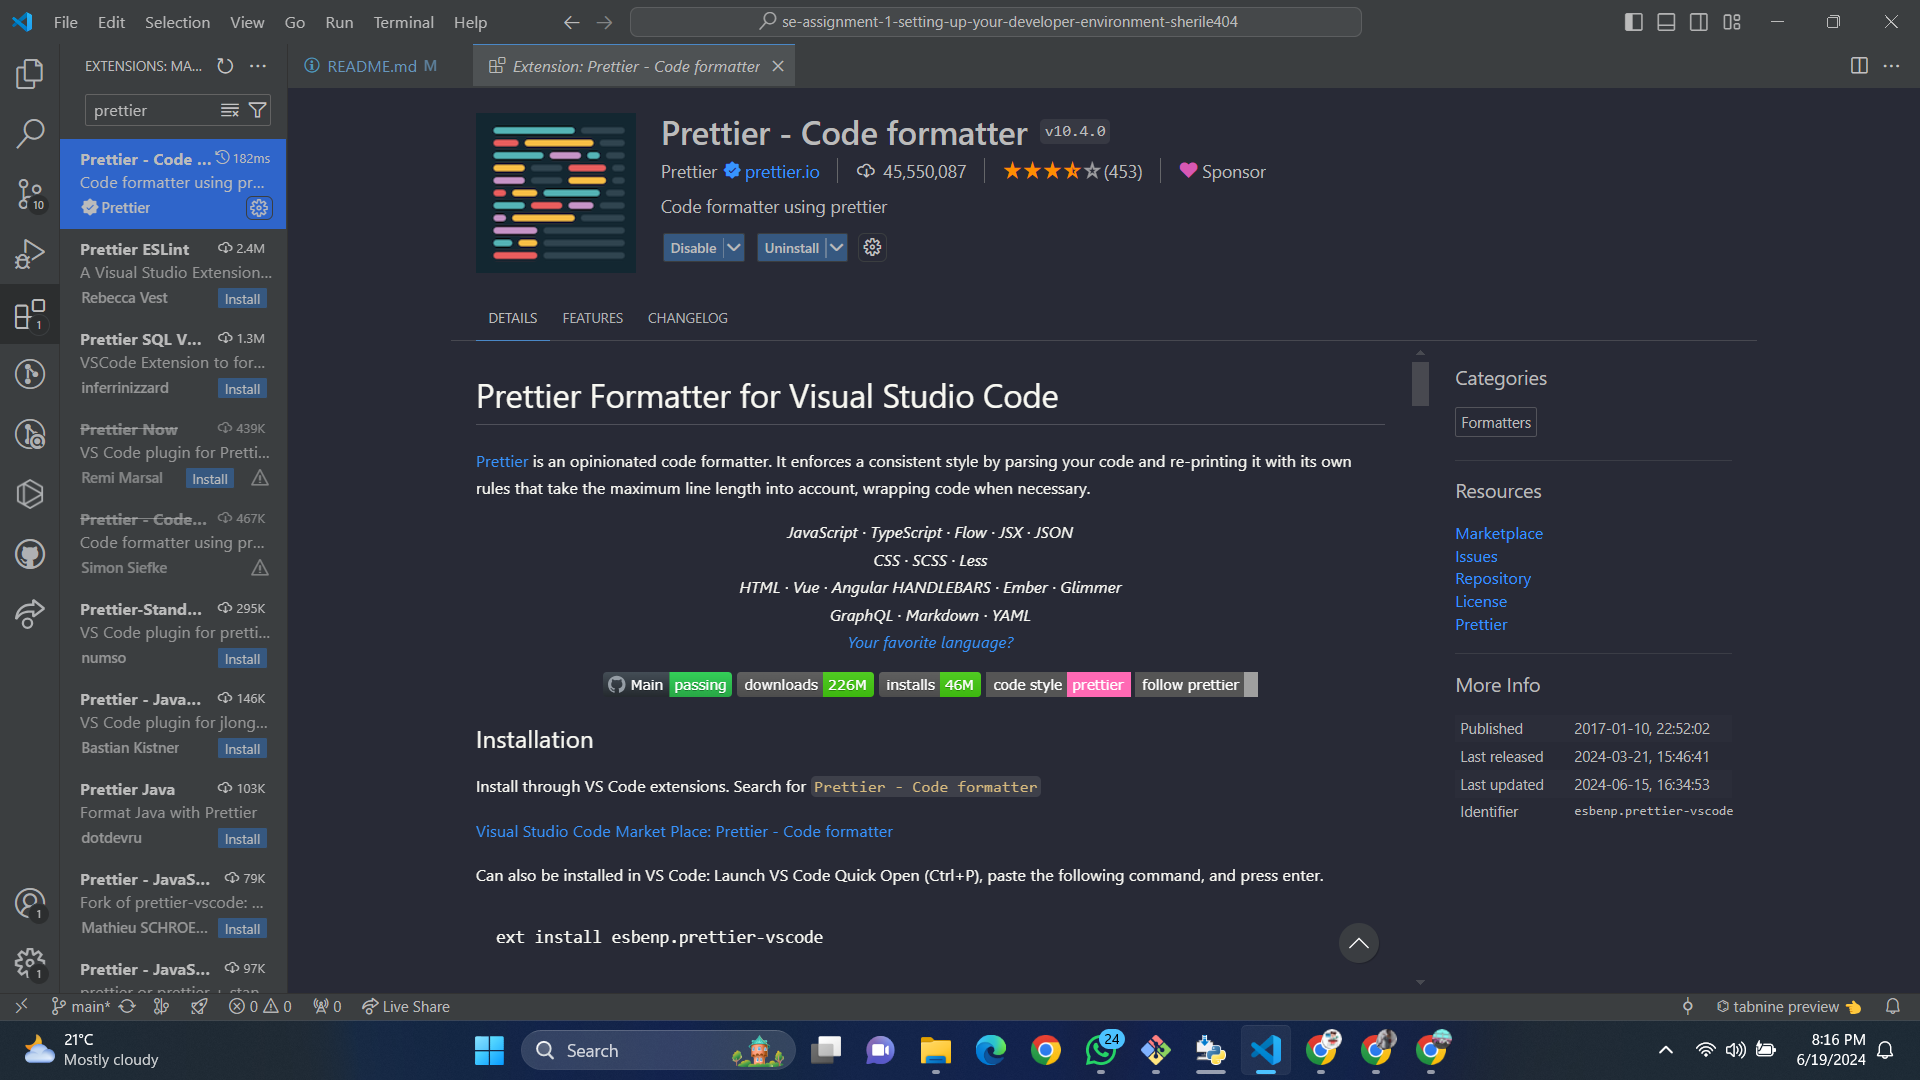 File Edit Selection View Go Run Terminal Help
se-assignment-1-setting-up-your-developer-environment-sherile404
EXTENSIONS: MA...
README.md M
Extension: Prettier - Code formatter
prettier
Prettier - Code ... 182ms
Code formatter using pr...
Prettier
Prettier ESLint 2.4M
A Visual Studio Extension...
Rebecca Vest Install
Prettier SQL V... 1.3M
VSCode Extension to for...
inferrinizzard Install
Prettier Now 439K
VS Code plugin for Pretti...
Remi Marsal Install
Prettier - Code... 467K
Code formatter using pr...
Simon Siefke
Prettier-Stand... 295K
VS Code plugin for pretti...
numso Install
Prettier - Java... 146K
VS Code plugin for jlong...
Bastian Kistner Install
Prettier Java 103K
Format Java with Prettier
dotdevru Install
Prettier - JavaS... 79K
Fork of prettier-vscode: ...
Mathieu SCHROE... Install
Prettier - JavaS... 97K
prettier or prettier + stan
10
1
1
1
Prettier - Code formatter v10.4.0
Prettier prettier.io 45,550,087 (453) Sponsor
Code formatter using prettier
Disable Uninstall
DETAILS FEATURES CHANGELOG
Prettier Formatter for Visual Studio Code
Prettier is an opinionated code formatter. It enforces a consistent style by parsing your code and re-printing it with its own
rules that take the maximum line length into account, wrapping code when necessary.
JavaScript · TypeScript · Flow · JSX · JSON
CSS · SCSS · Less
HTML · Vue · Angular HANDLEBARS · Ember · Glimmer
GraphQL · Markdown · YAML
Your favorite language?
Main passing downloads 226M installs 46M code style prettier follow prettier
Installation
Install through VS Code extensions. Search for Prettier - Code formatter
Visual Studio Code Market Place: Prettier - Code formatter
Can also be installed in VS Code: Launch VS Code Quick Open (Ctrl+P), paste the following command, and press enter.
ext install esbenp.prettier-vscode
Categories
Formatters
Resources
Marketplace
Issues
Repository
License
Prettier
More Info
Published 2017-01-10, 22:52:02
Last released 2024-03-21, 15:46:41
Last updated 2024-06-15, 16:34:53
Identifier esbenp.prettier-vscode
main* 0 0 0 Live Share
tabnine preview
21°C
Mostly cloudy
Search
24
8:16 PM
6/19/2024